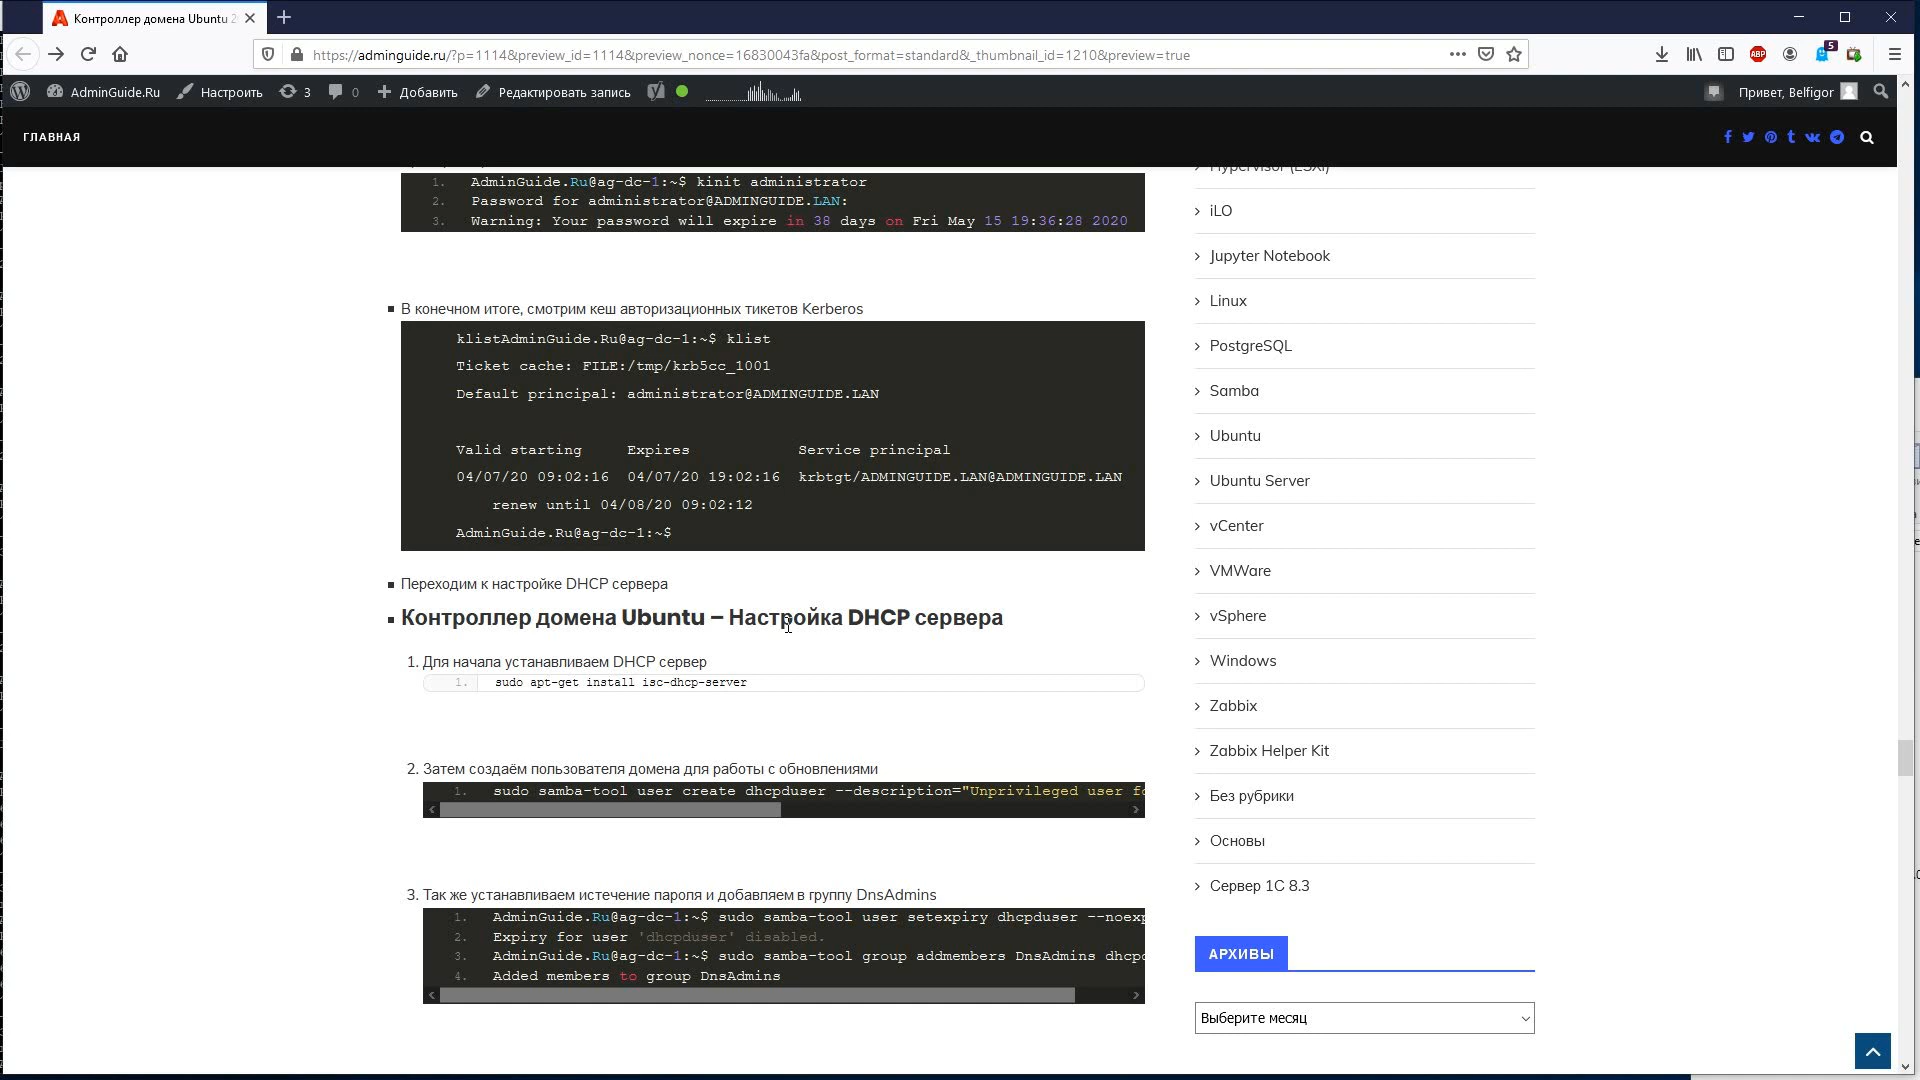 Контроллер домена Ubuntu 2
https://adminguide.ru/?p=1114&preview_id=1114&preview_nonce=16830043fa&post_format=standard&_thumbnail_id=1210&preview=true
ABP
5
AdminGuide.Ru
Настроить
3
0
Добавить
Редактировать запись
Привет, Belfigor
ГЛАВНАЯ
1. AdminGuide.Ru@ag-dc-1:~$ kinit administrator
2. Password for administrator@ADMINGUIDE.LAN:
3. Warning: Your password will expire in 38 days on Fri May 15 19:36:28 2020
В конечном итоге, смотрим кеш авторизационных тикетов Kerberos
klistAdminGuide.Ru@ag-dc-1:~$ klist
Ticket cache: FILE:/tmp/krb5cc_1001
Default principal: administrator@ADMINGUIDE.LAN
Valid starting Expires Service principal
04/07/20 09:02:16 04/07/20 19:02:16 krbtgt/ADMINGUIDE.LAN@ADMINGUIDE.LAN
renew until 04/08/20 09:02:12
AdminGuide.Ru@ag-dc-1:~$
Переходим к настройке DHCP сервера
Контроллер домена Ubuntu – Настройка DHCP сервера
1. Для начала устанавливаем DHCP сервер
1. sudo apt-get install isc-dhcp-server
2. Затем создаём пользователя домена для работы с обновлениями
1. sudo samba-tool user create dhcpduser --description="Unprivileged user fo
3. Так же устанавливаем истечение пароля и добавляем в группу DnsAdmins
1. AdminGuide.Ru@ag-dc-1:~$ sudo samba-tool user setexpiry dhcpduser --noexp
2. Expiry for user 'dhcpduser' disabled.
3. AdminGuide.Ru@ag-dc-1:~$ sudo samba-tool group addmembers DnsAdmins dhcpd
4. Added members to group DnsAdmins
Hypervisor (ESXi)
iLO
Jupyter Notebook
Linux
PostgreSQL
Samba
Ubuntu
Ubuntu Server
vCenter
VMWare
vSphere
Windows
Zabbix
Zabbix Helper Kit
Без рубрики
Основы
Сервер 1С 8.3
АРХИВЫ
Выберите месяц